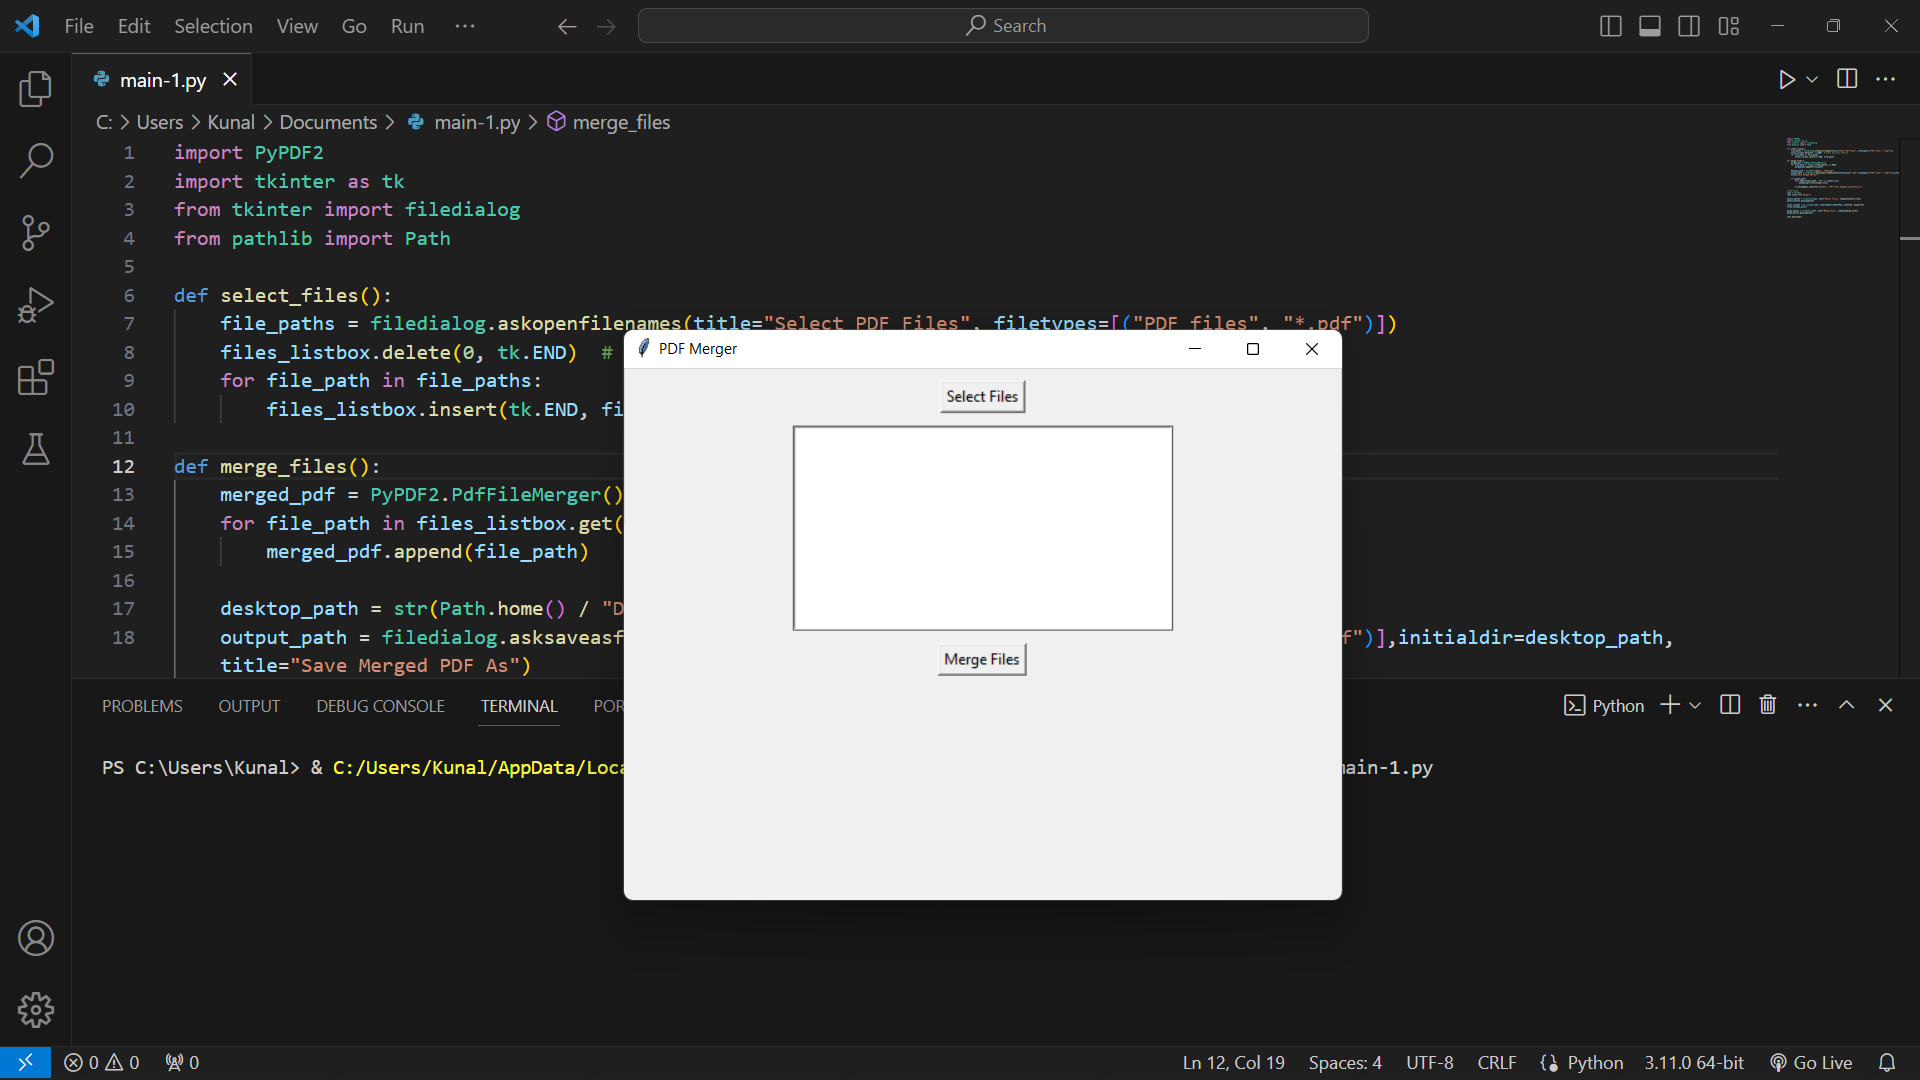 File Edit Selection View Go Run ··· Search
main-1.py
C: > Users > Kunal > Documents > main-1.py > merge_files
1 import PyPDF2
2 import tkinter as tk
3 from tkinter import filedialog
4 from pathlib import Path
5
6 def select_files():
7 file_paths = filedialog.askopenfilenames(title="Select PDF Files", filetypes=[("PDF files", "*.pdf")])
8 files_listbox.delete(0, tk.END) #
9 for file_path in file_paths:
10 files_listbox.insert(tk.END, fi
11
12 def merge_files():
13 merged_pdf = PyPDF2.PdfFileMerger()
14 for file_path in files_listbox.get(
15 merged_pdf.append(file_path)
16
17 desktop_path = str(Path.home() / "D
18 output_path = filedialog.asksaveasf f")],initialdir=desktop_path,
title="Save Merged PDF As")
PDF Merger
Select Files
Merge Files
PROBLEMS OUTPUT DEBUG CONSOLE TERMINAL POR Python
PS C:\Users\Kunal> & C:/Users/Kunal/AppData/Loca main-1.py
0 0 0 Ln 12, Col 19 Spaces: 4 UTF-8 CRLF Python 3.11.0 64-bit Go Live